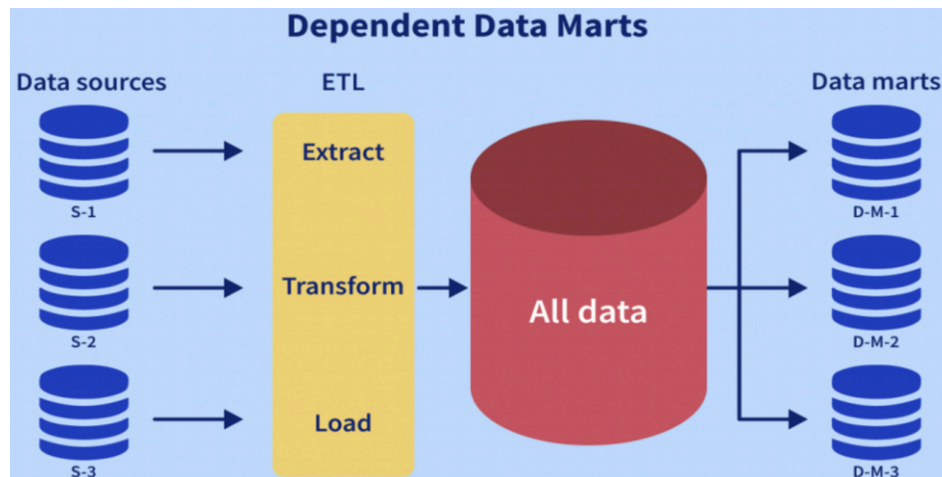 Dependent Data Marts
Data sources
ETL
Data marts
Extract
S-1
D-M-1
Transform
All data
S-2
D-M-2
Load
S-3
D-M-3